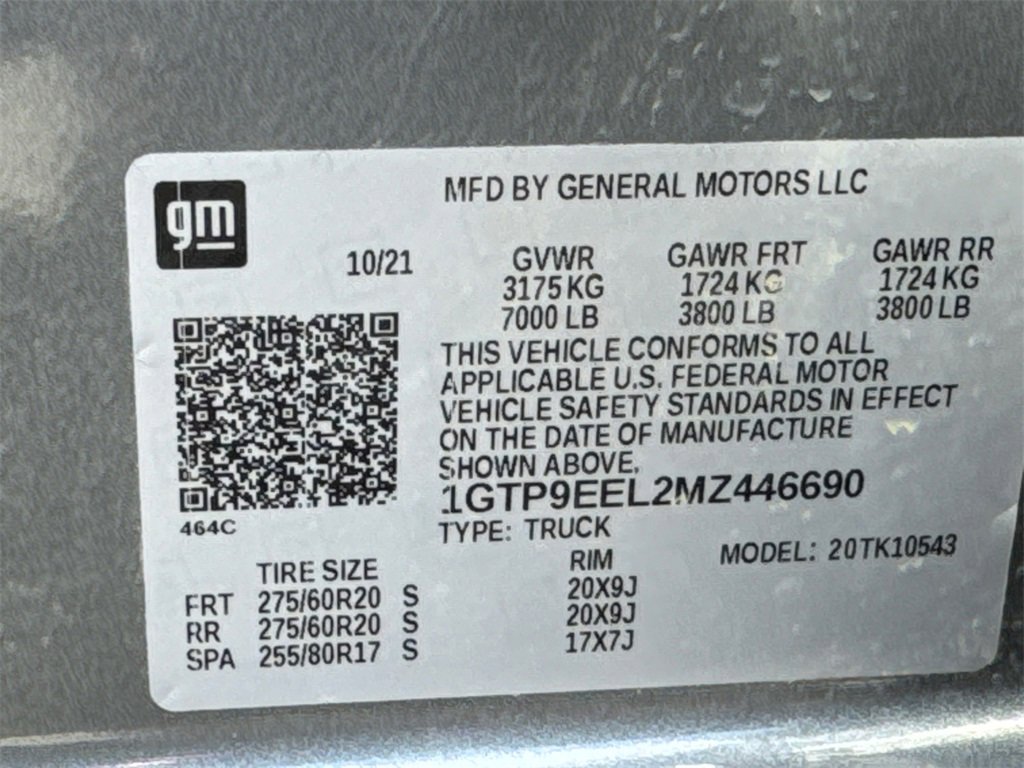 gm
MFD BY GENERAL MOTORS LLC
10/21
GVWR GAWR FRT GAWR RR
3175 KG 1724 KG 1724 KG
7000 LB 3800 LB 3800 LB
THIS VEHICLE CONFORMS TO ALL
APPLICABLE U.S. FEDERAL MOTOR
VEHICLE SAFETY STANDARDS IN EFFECT
ON THE DATE OF MANUFACTURE
SHOWN ABOVE.
1GTP9EEL2MZ446690
464C
TYPE: TRUCK
MODEL: 20TK10543
TIRE SIZE RIM
FRT 275/60R20 S 20X9J
RR 275/60R20 S 20X9J
SPA 255/80R17 S 17X7J